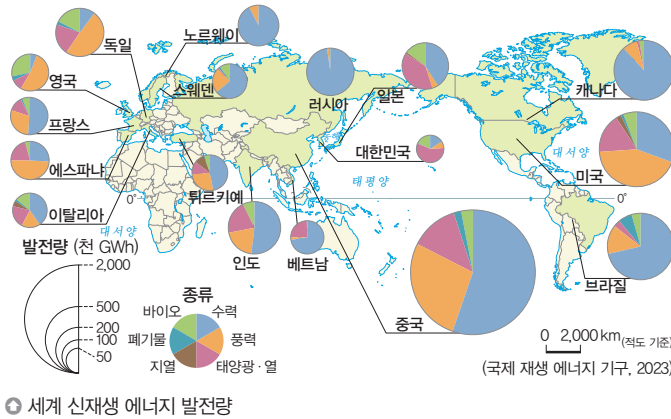 독일
노르웨이
영국
스웨덴
러시아
일본
캐나다
프랑스
대한민국
대서양
미국
에스파냐
태평양
튀르키예
0°
0°
이탈리아
대서양
발전량 (천 GWh)
2,000
인도
베트남
브라질
종류
500
바이오
수력
중국
200
폐기물
풍력
100
50
지열
태양광·열
0 2,000 km (적도 기준)
(국제 재생 에너지 기구, 2023)
세계 신재생 에너지 발전량